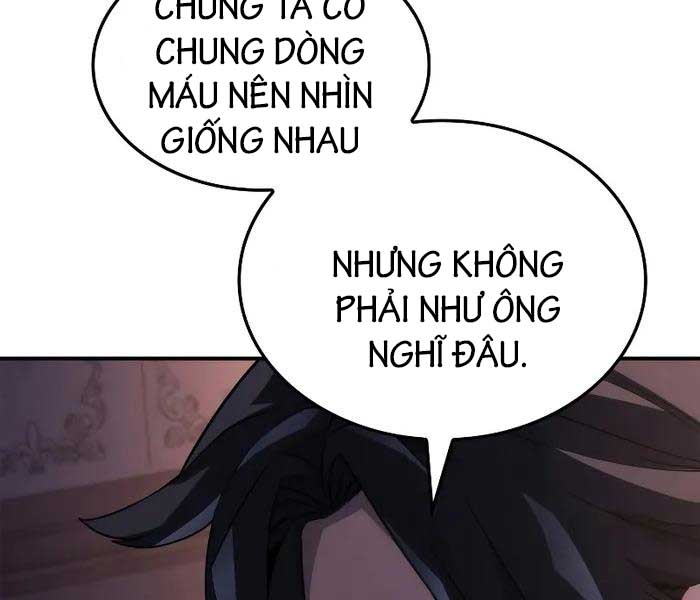 CHÚNG TA CÓ
CHUNG DÒNG
MÁU NÊN NHÌN
GIỐNG NHAU
NHƯNG KHÔNG
PHẢI NHƯ ÔNG
NGHĨ ĐÂU.